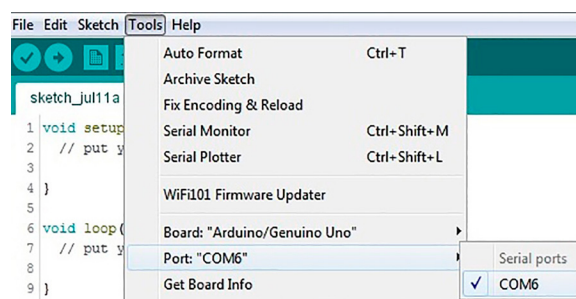 File Edit Sketch Tools Help
Auto Format Ctrl+T
Archive Sketch
Fix Encoding & Reload
Serial Monitor Ctrl+Shift+M
Serial Plotter Ctrl+Shift+L
WiFi101 Firmware Updater
Board: "Arduino/Genuino Uno"
Port: "COM6"
Get Board Info
Serial ports
COM6
sketch_jul11a
1 void setup
2 // put y
3
4 }
5
6 void loop(
7 // put y
8
9 }